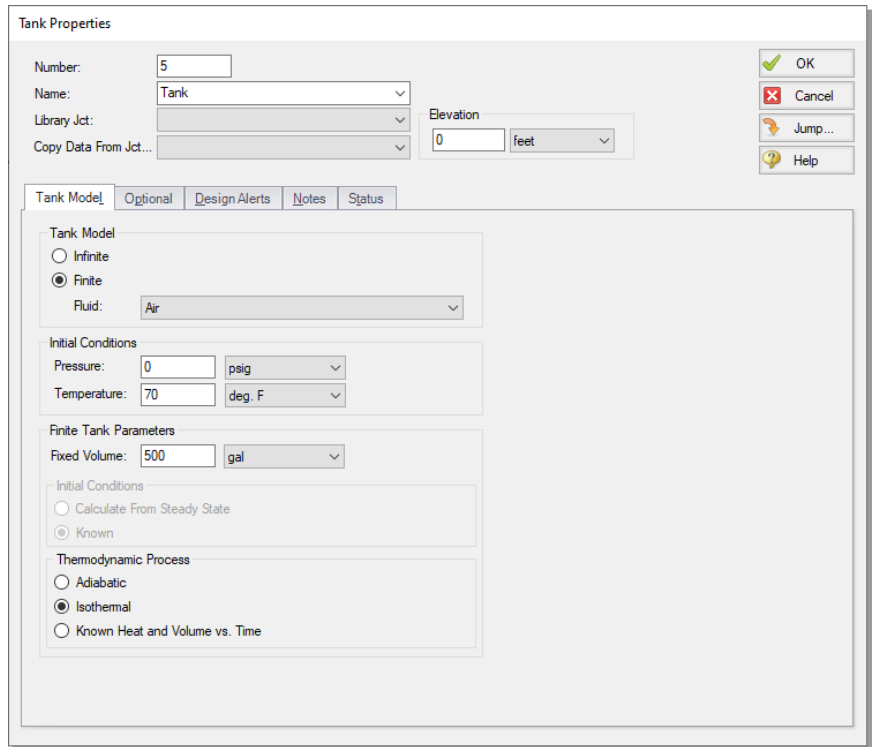 Tank Properties
Number: 5
OK
Name: Tank
Cancel
Library Jct:
Elevation
0 feet
Jump...
Copy Data From Jct...
Help
Tank Model
Optional
Design Alerts
Notes
Status
Tank Model
Infinite
Finite
Fluid: Air
Initial Conditions
Pressure: 0 psig
Temperature: 70 deg. F
Finite Tank Parameters
Fixed Volume: 500 gal
Initial Conditions
Calculate From Steady State
Known
Thermodynamic Process
Adiabatic
Isothermal
Known Heat and Volume vs. Time